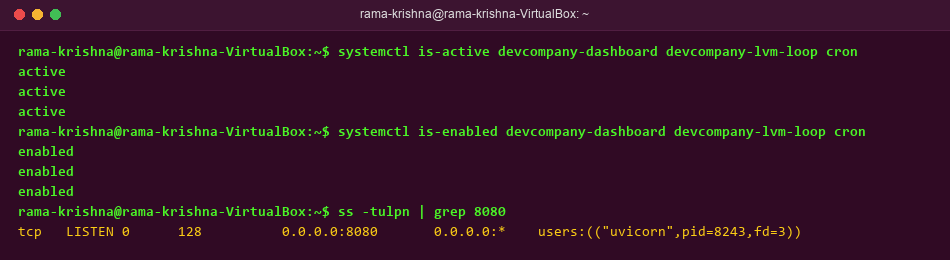 rama-krishna@rama-krishna-VirtualBox: ~
rama-krishna@rama-krishna-VirtualBox:~$ systemctl is-active devcompany-dashboard devcompany-lvm-loop cron
active
active
active
rama-krishna@rama-krishna-VirtualBox:~$ systemctl is-enabled devcompany-dashboard devcompany-lvm-loop cron
enabled
enabled
enabled
rama-krishna@rama-krishna-VirtualBox:~$ ss -tulpn | grep 8080
tcp   LISTEN 0      128          0.0.0.0:8080       0.0.0.0:*    users:(("uvicorn",pid=8243,fd=3))